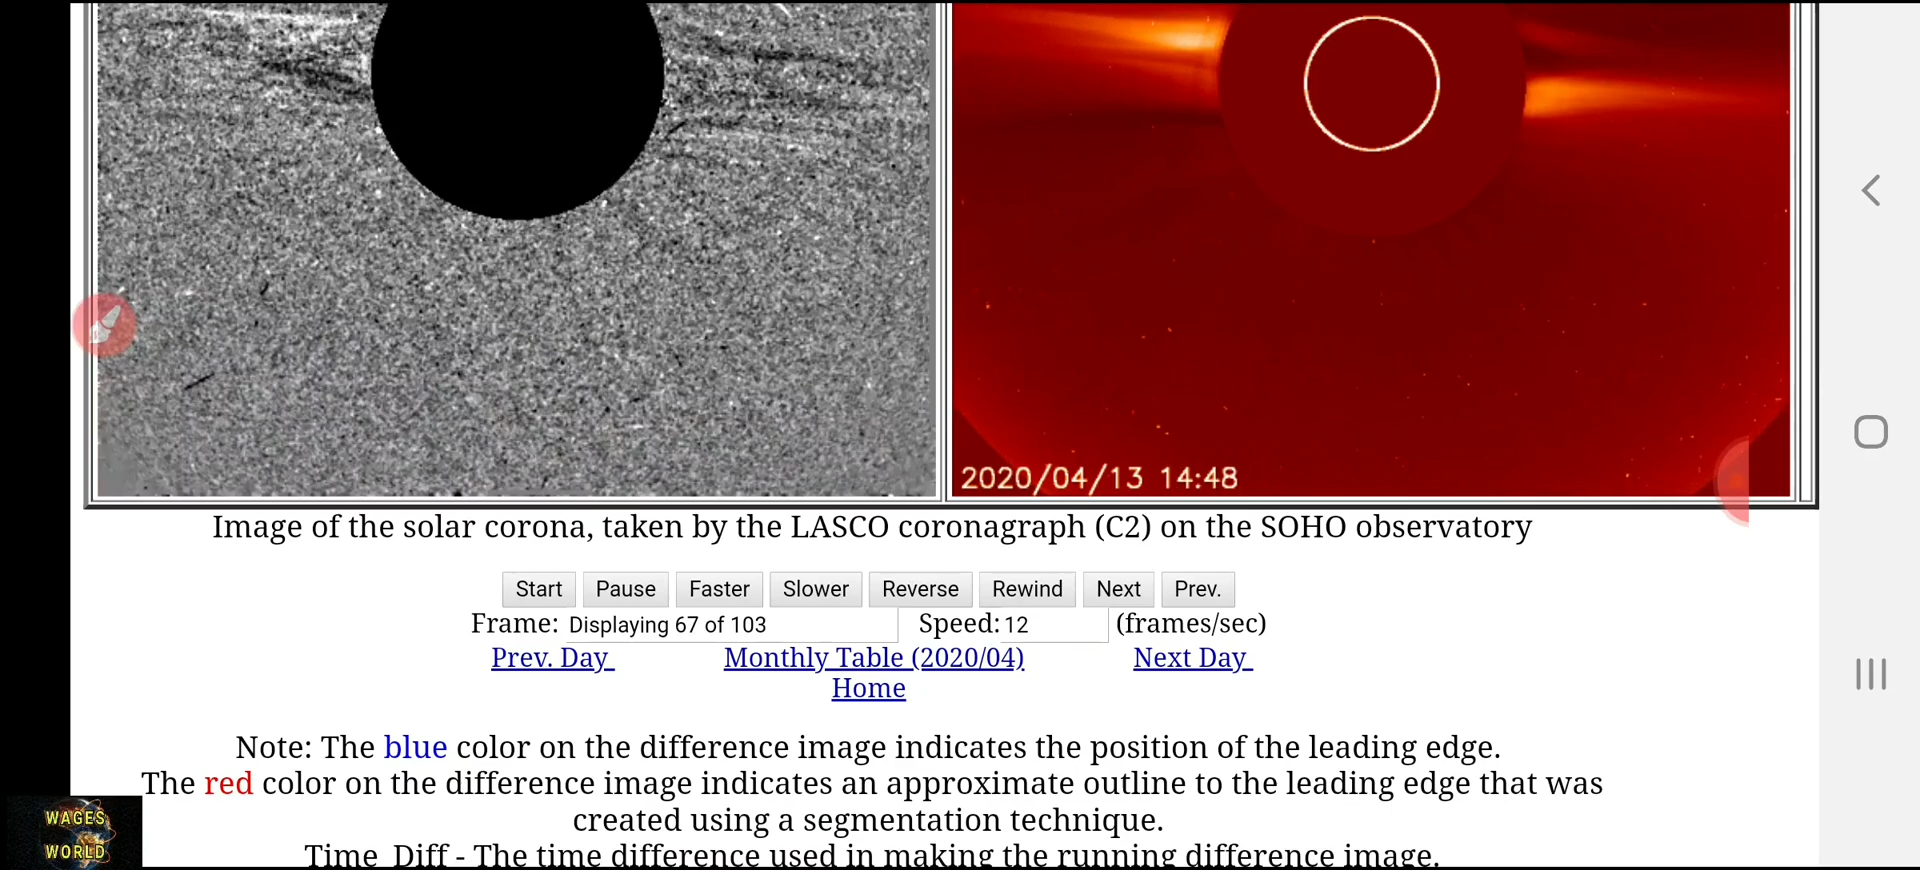 2020/04/13 14:48
Image of the solar corona, taken by the LASCO coronagraph (C2) on the SOHO observatory
Start Pause Faster Slower Reverse Rewind Next Prev.
Frame: Displaying 67 of 103 Speed: 12 (frames/sec)
Prev. Day Monthly Table (2020/04) Next Day
Home
Note: The blue color on the difference image indicates the position of the leading edge.
The red color on the difference image indicates an approximate outline to the leading edge that was
created using a segmentation technique.
Time_Diff - The time difference used in making the running difference image.
WAGES
WORLD